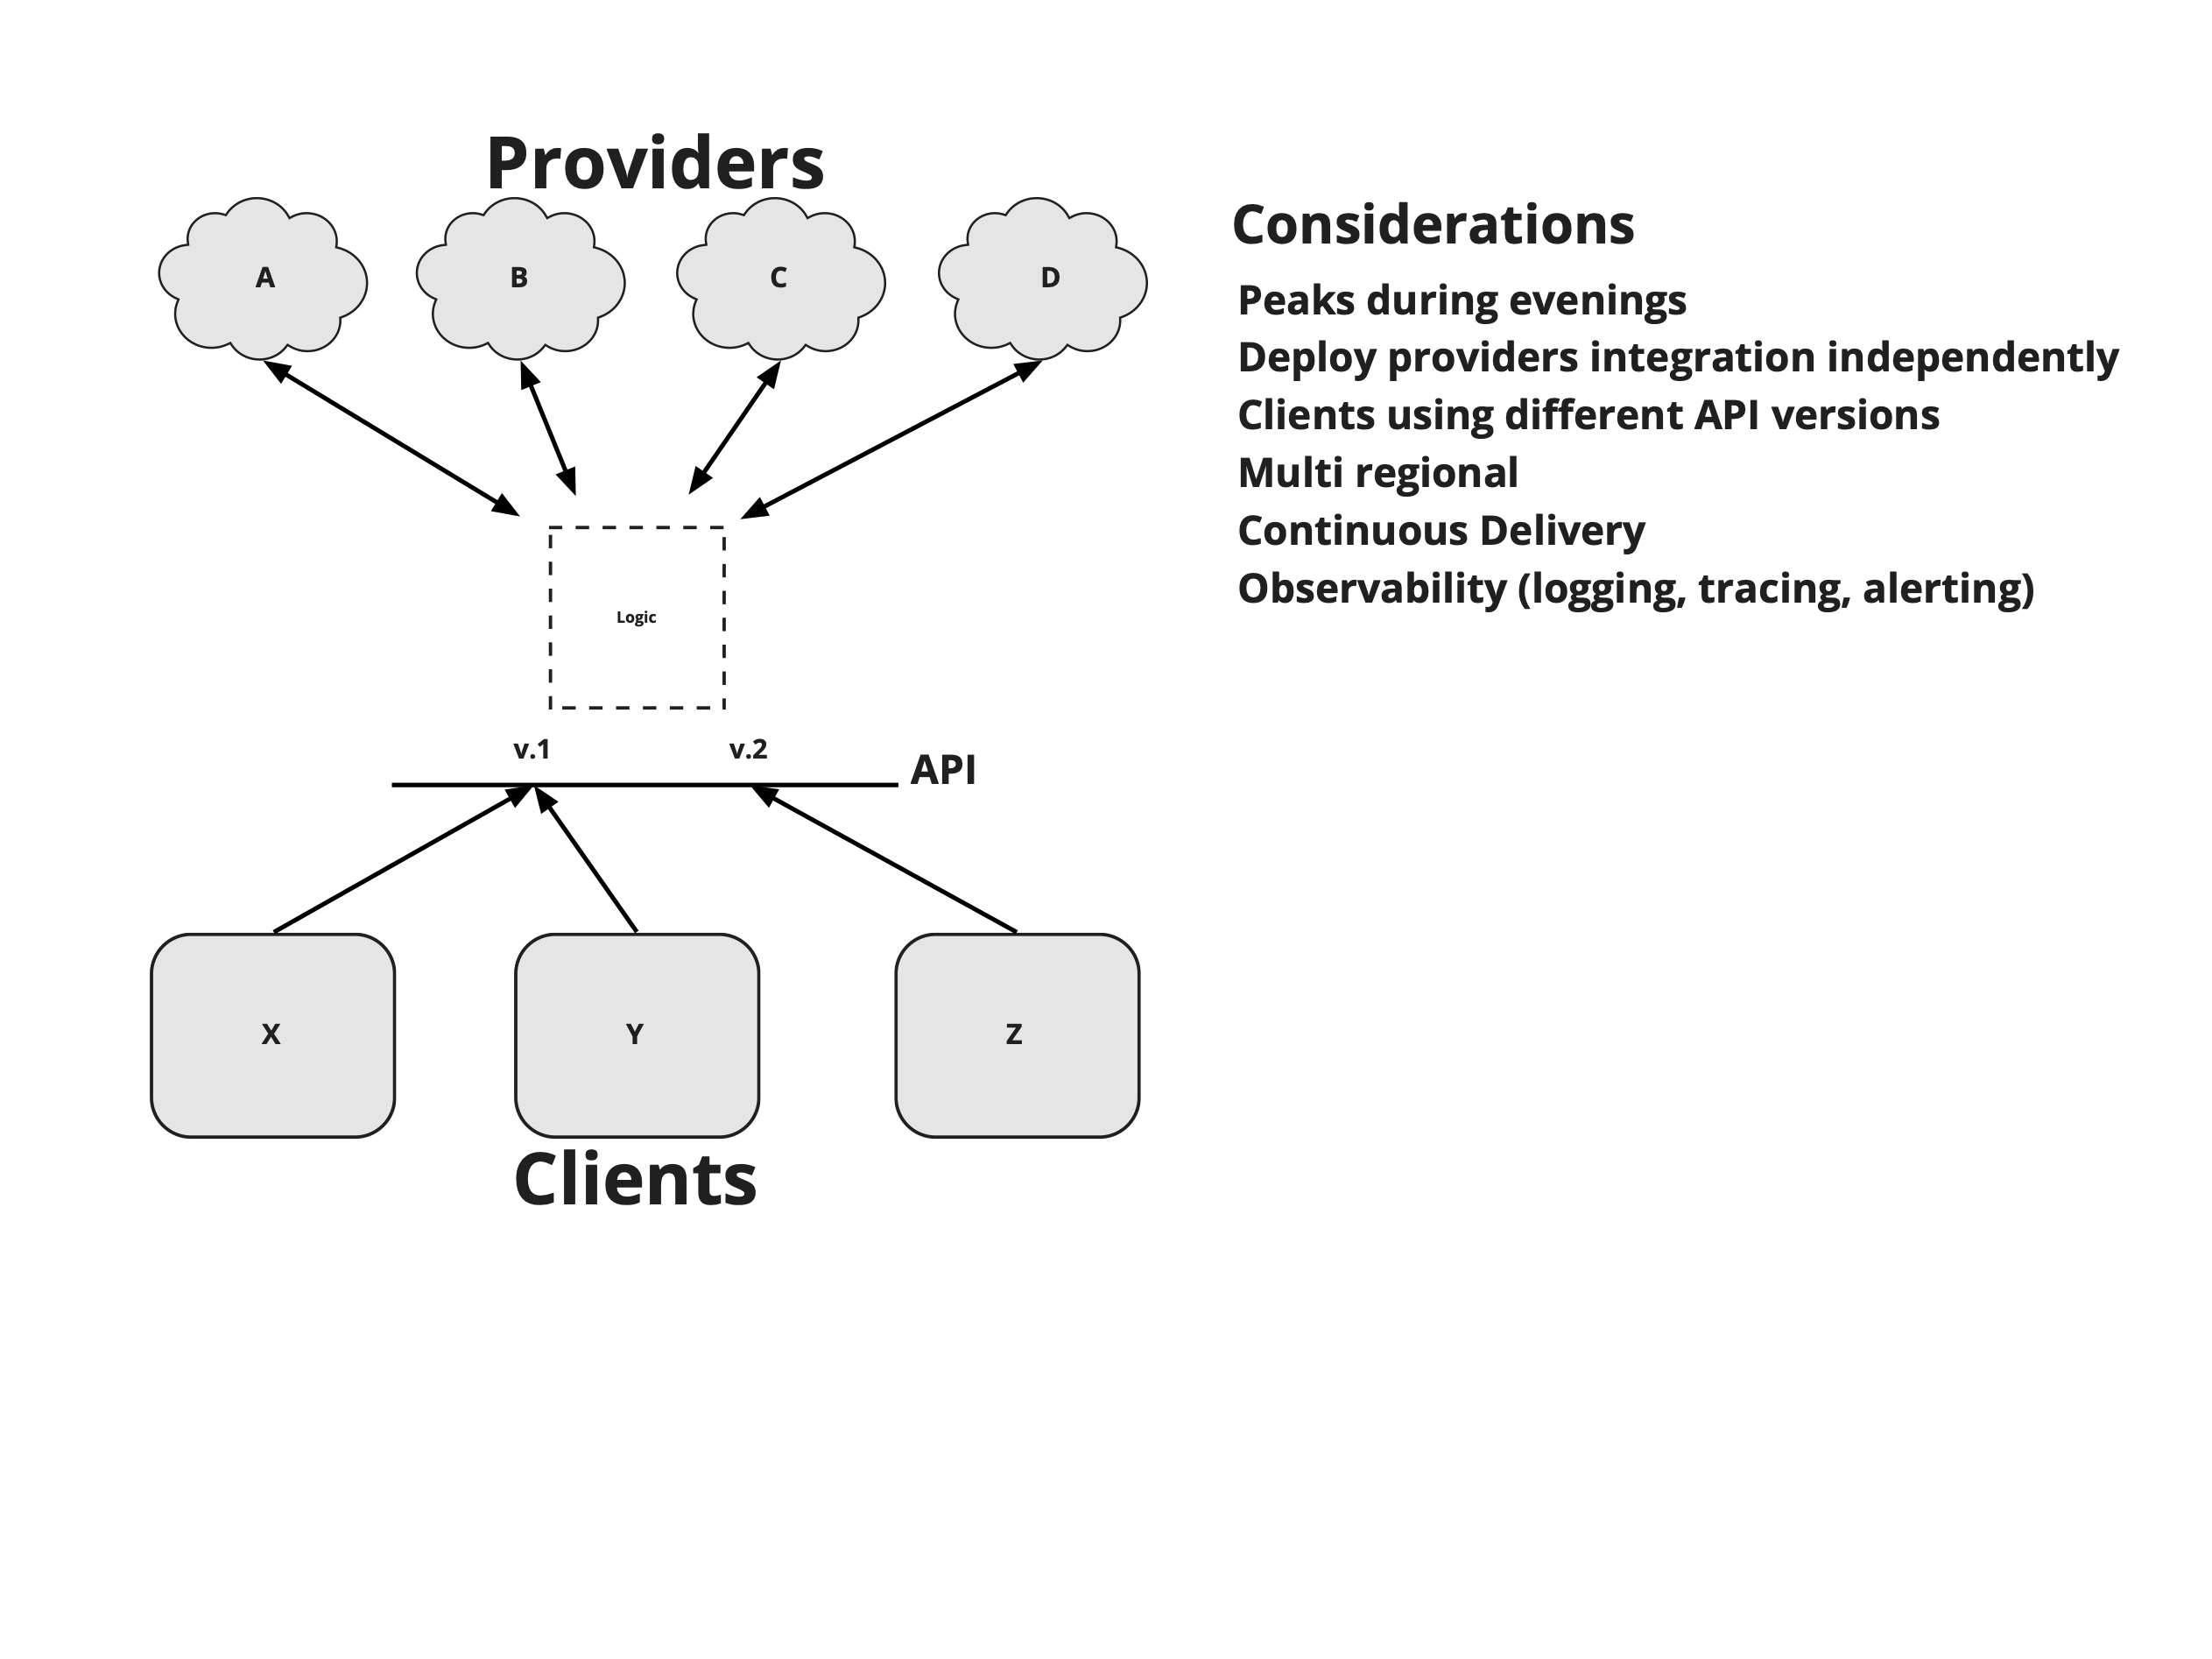 Providers
A
B
C
D
Logic
v.1
v.2
API
X
Y
Z
Clients
Considerations
Peaks during evenings
Deploy providers integration independently
Clients using different API versions
Multi regional
Continuous Delivery
Observability (logging, tracing, alerting)